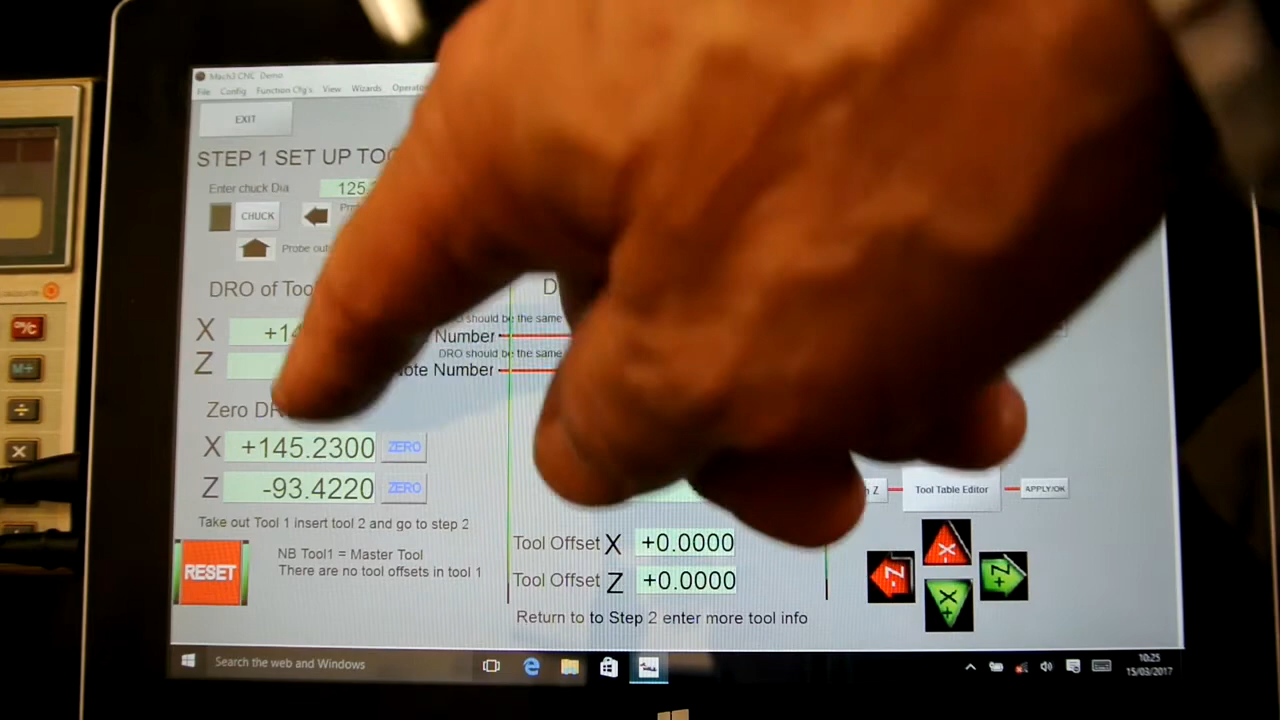 Mach3 CNC Demo
File Config Function Cfg's View Wizards
EXIT
STEP 1 SET UP
Enter chuck Dia 125.
CHUCK
Probe
DRO of Tool
should be the same
X +14 Number
DRO should be the same
Z Note Number
Zero
X +145.2300 ZERO
Z -93.4220 ZERO
Z Tool Table Editor APPLY/OK
Take out Tool 1 insert tool 2 and go to step 2
RESET
NB Tool1 = Master Tool
There are no tool offsets in tool 1
Tool Offset X +0.0000
Tool Offset Z +0.0000
Return to to Step 2 enter more tool info
X-
Z-
Z+
X+
Search the web and Windows
10:25
15/03/2017
M+